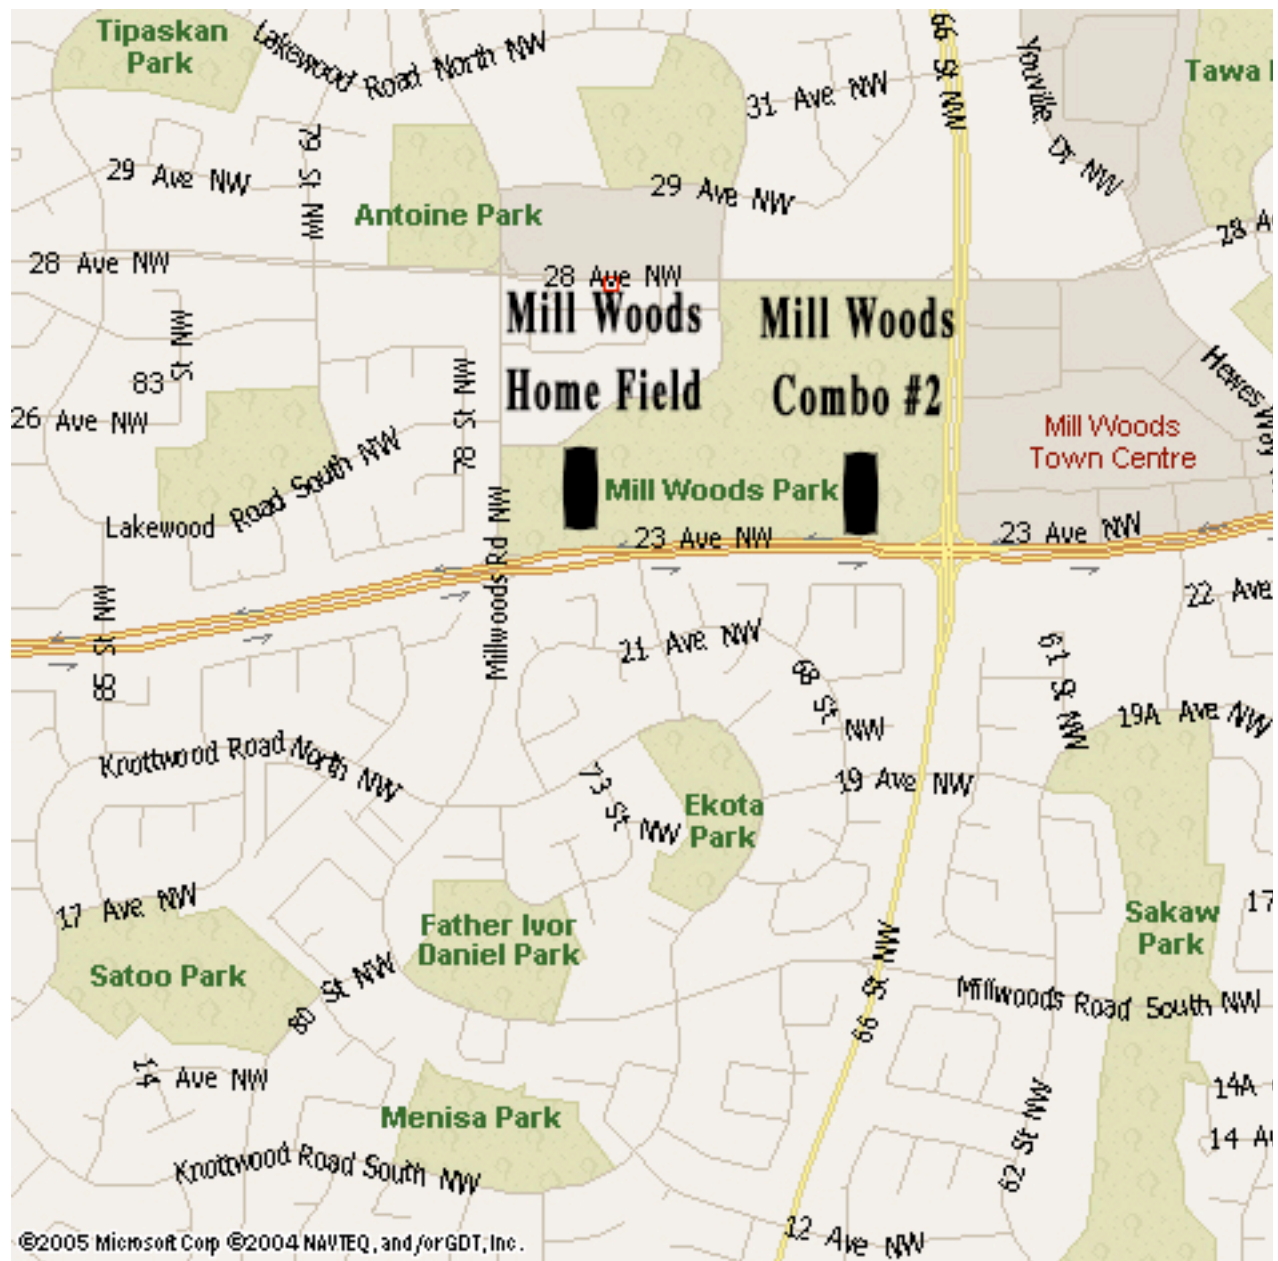 Tipaskan
Park
Lakewood Road North NW
66 St NW
31 Ave NW
Youville Dr NW
Tawa
79 St NW
29 Ave NW
29 Ave NW
Antoine Park
28 Ave NW
28 Ave NW
28 A
Mill Woods
Home Field
Mill Woods
Combo #2
83 St NW
78 St NW
Hewes Way
26 Ave NW
Mill Woods
Town Centre
Lakewood Road South NW
Mill Woods Park
23 Ave NW
23 Ave NW
Millwoods Rd NW
85 St NW
22 Ave
21 Ave NW
68 St NW
61 St NW
19A Ave NW
Knottwood Road North NW
73 St NW
19 Ave NW
Ekota
Park
17 Ave NW
17
Father Ivor
Daniel Park
Sakaw
Park
Satoo Park
80 St NW
66 St NW
Millwoods Road South NW
14 Ave NW
14A
14 A
62 St NW
Menisa Park
Knottwood Road South NW
12 Ave NW
©2005 Microsoft Corp ©2004 NAVTEQ, and/or GDT, Inc.